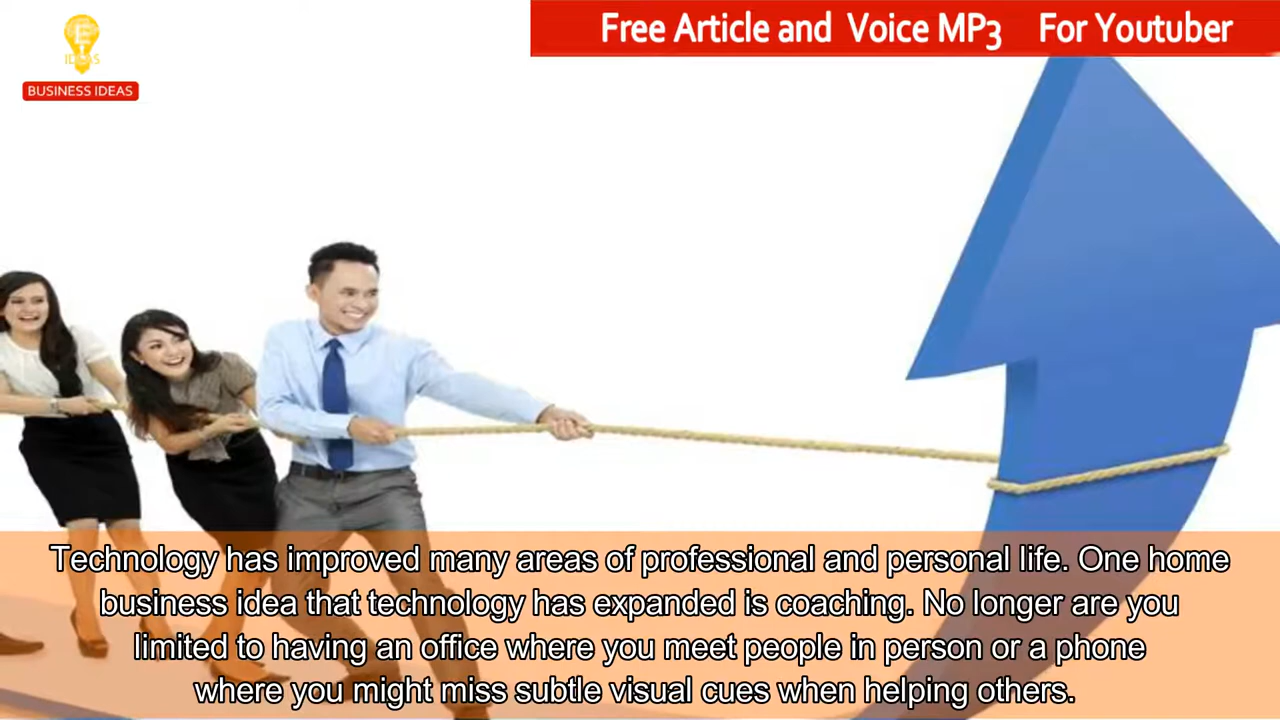 Free Article and Voice MP3 For Youtuber
IDEAS
BUSINESS IDEAS
Technology has improved many areas of professional and personal life. One home
business idea that technology has expanded is coaching. No longer are you
limited to having an office where you meet people in person or a phone
where you might miss subtle visual cues when helping others.